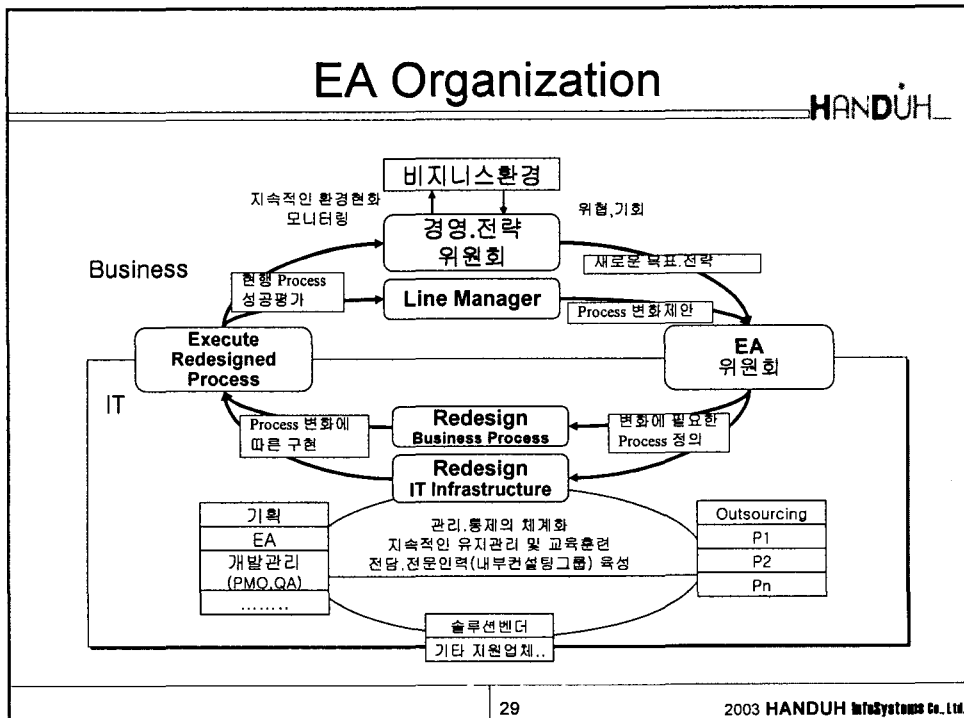 EA Organization
HANDUH
비지니스환경
지속적인 환경현화
모니터링
위협,기회
경영.전략
위원회
Business
새로운 목표.전략
현행 Process
성공평가
Line Manager
Process 변화제안
Execute
Redesigned
Process
EA
위원회
IT
Process 변화에
따른 구현
Redesign
Business Process
변화에 필요한
Process 정의
Redesign
IT Infrastructure
기획
EA
개발관리
(PMO,QA)
........
관리.통제의 체계화
지속적인 유지관리 및 교육훈련
전담.전문인력(내부컨설팅그룹) 육성
Outsourcing
P1
P2
Pn
솔루션벤더
기타 지원업체..
29
2003 HANDUH InfoSystems Co., Ltd.